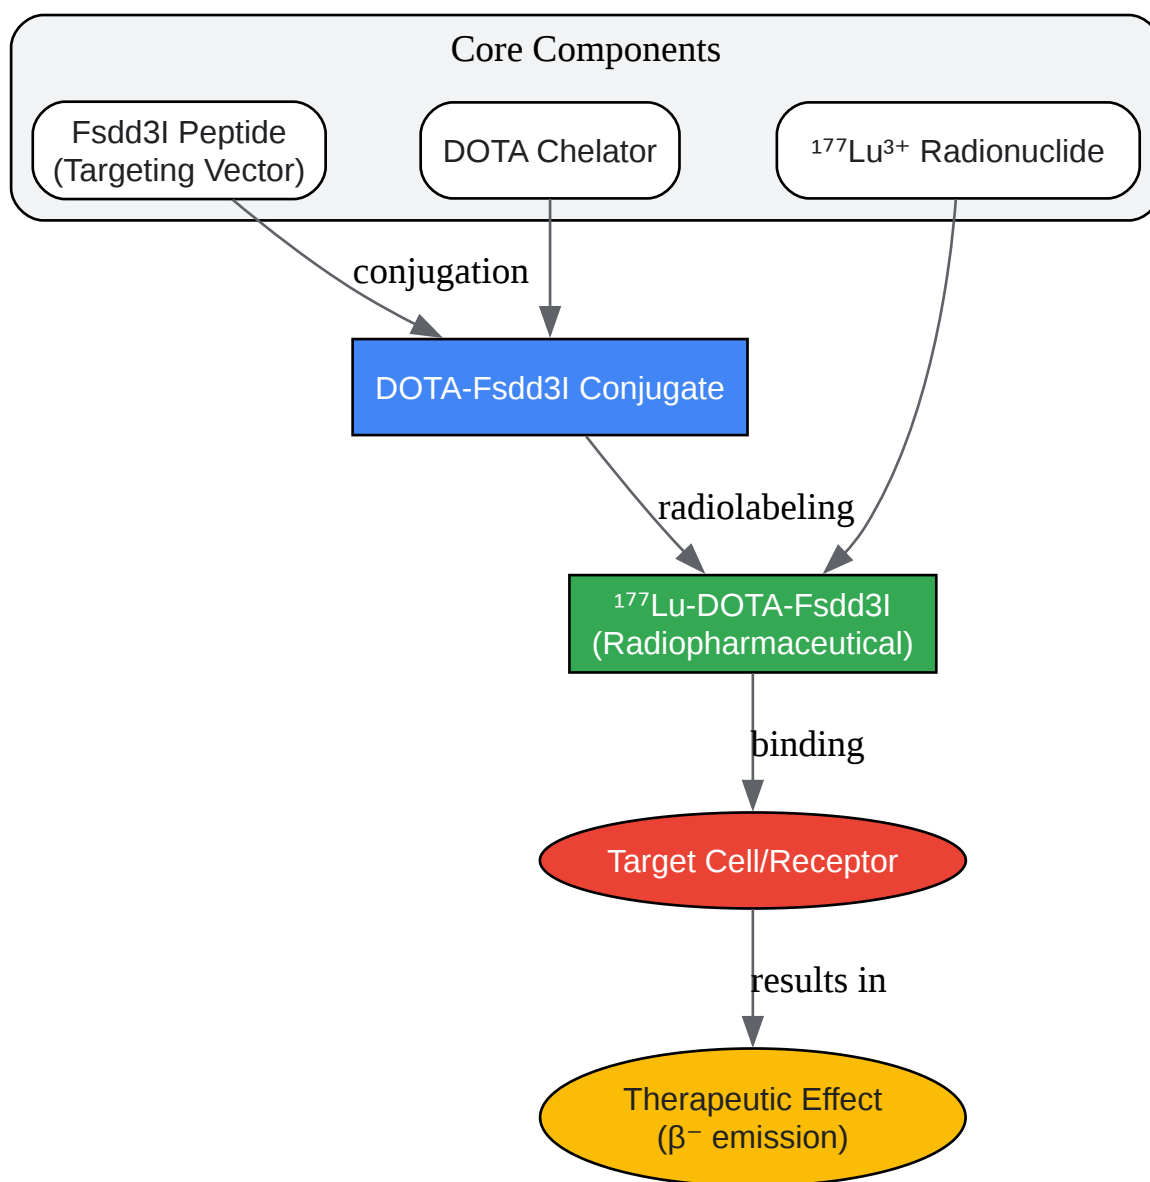 Core Components
Fsdd3I Peptide
(Targeting Vector)
DOTA Chelator
¹⁷⁷Lu³⁺ Radionuclide
conjugation
DOTA-Fsdd3I Conjugate
radiolabeling
¹⁷⁷Lu-DOTA-Fsdd3I
(Radiopharmaceutical)
binding
Target Cell/Receptor
results in
Therapeutic Effect
(β⁻ emission)